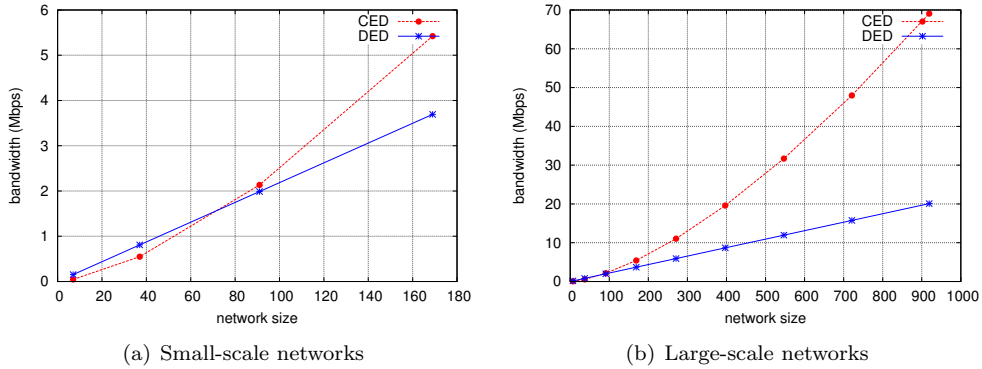 6
5
4
3
2
1
0
bandwidth (Mbps)
CED
DED
0 20 40 60 80 100 120 140 160 180
network size
(a) Small-scale networks
70
60
50
40
30
20
10
0
bandwidth (Mbps)
CED
DED
0 100 200 300 400 500 600 700 800 900 1000
network size
(b) Large-scale networks